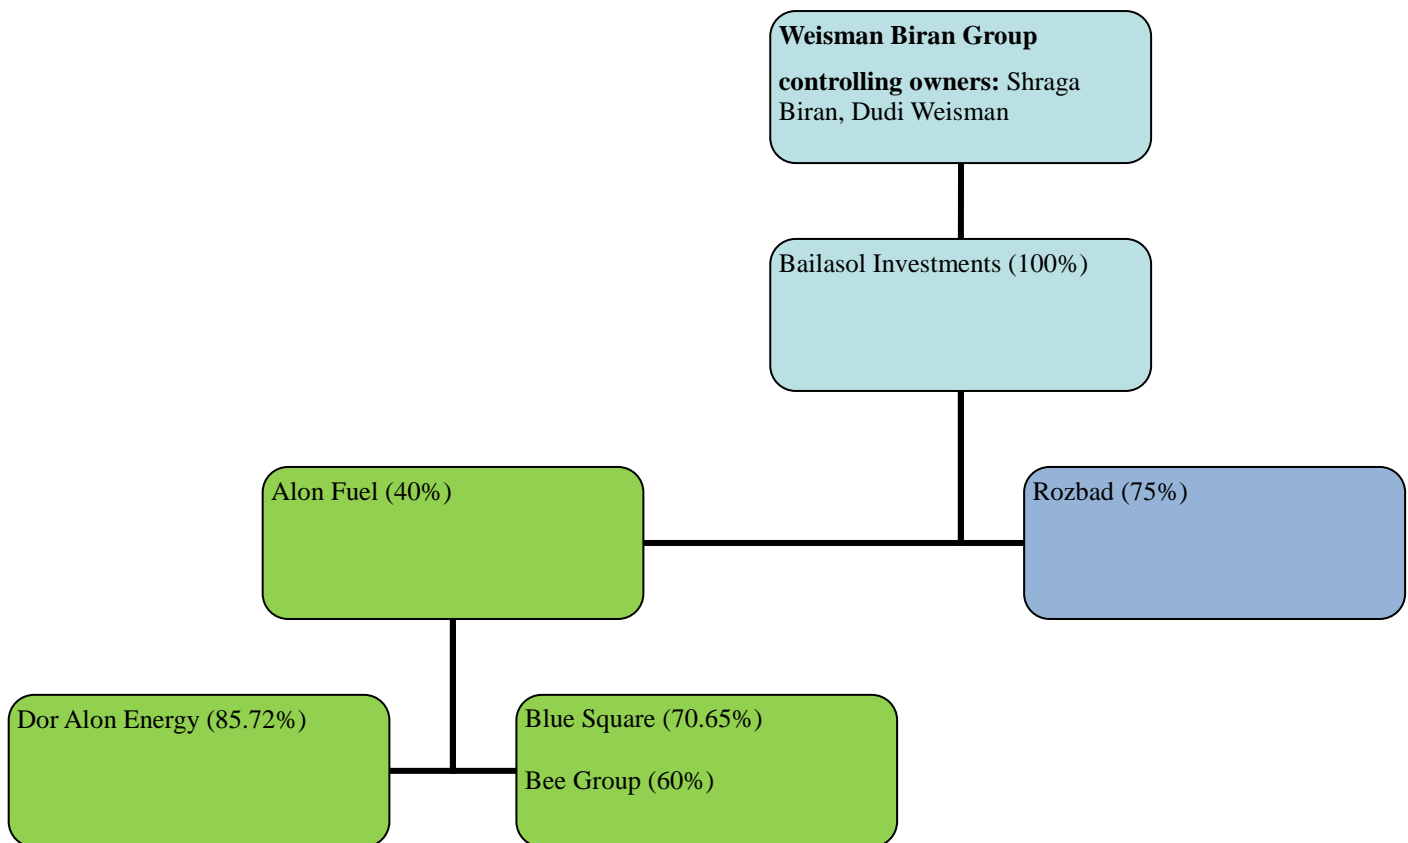 Weisman Biran Group
controlling owners: Shraga
Biran, Dudi Weisman
Bailasol Investments (100%)
Alon Fuel (40%)
Rozbad (75%)
Dor Alon Energy (85.72%)
Blue Square (70.65%)
Bee Group (60%)